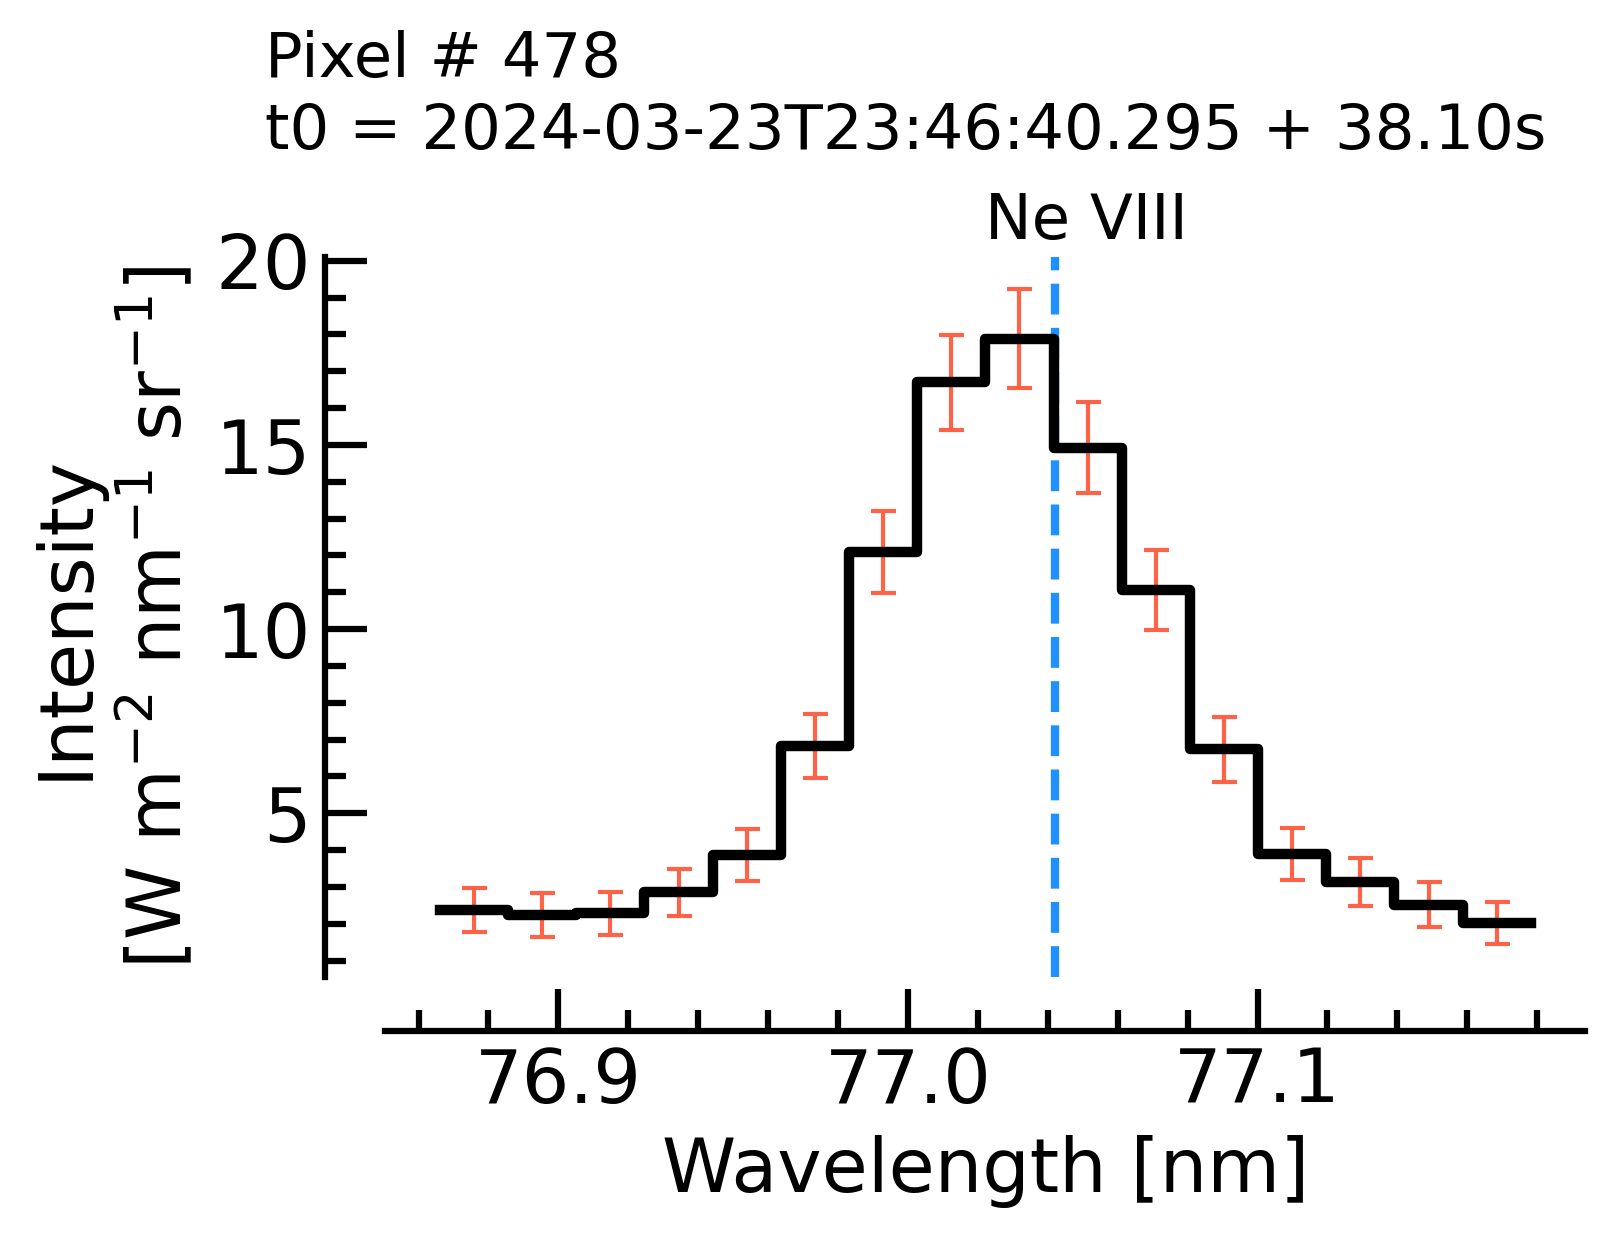 Pixel # 478
t0 = 2024-03-23T23:46:40.295 + 38.10s
Ne VIII
Intensity
[W m⁻² nm⁻¹ sr⁻¹]
20
15
10
5
76.9 77.0 77.1
Wavelength [nm]